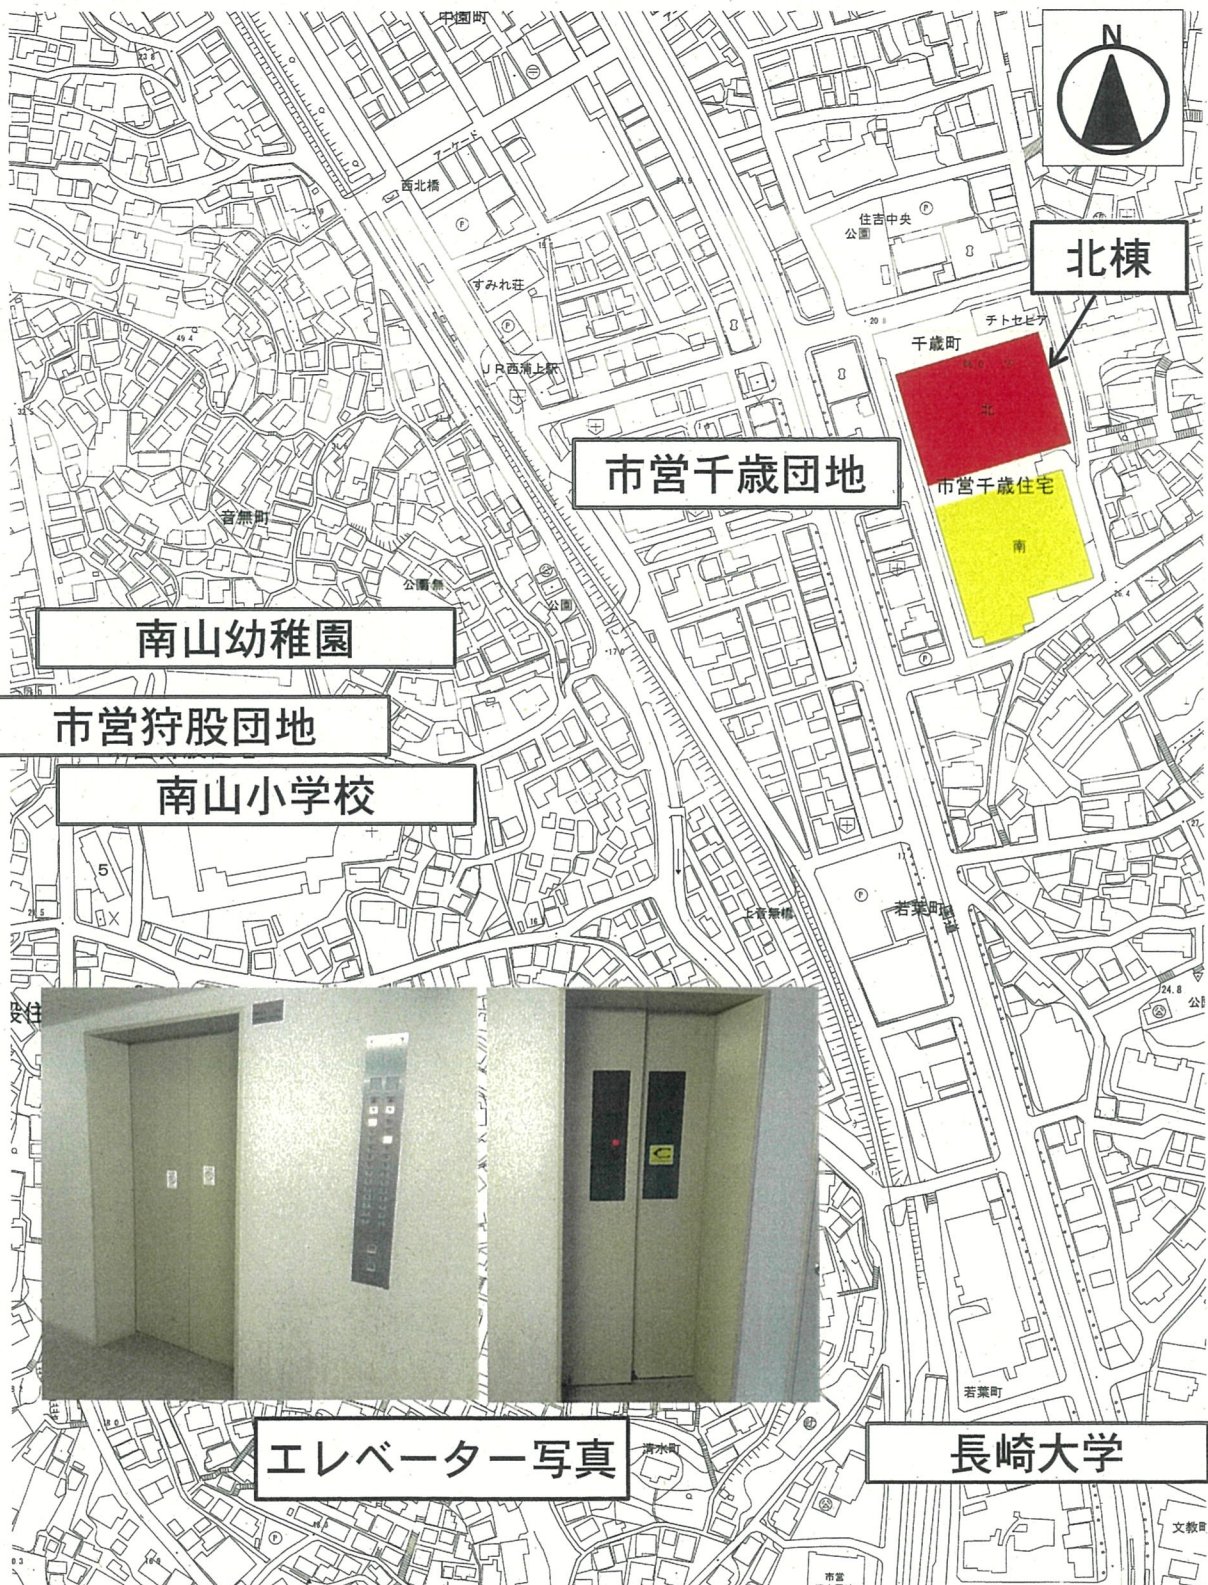 中園町
N
アーケード
西北橋
住吉中央
公園
北棟
すみれ荘
チトセピア
千歳町
JR西浦上駅
北
市営千歳団地
市営千歳住宅
音無町
南
公園
南山幼稚園
市営狩股団地
南山小学校
5
若葉町
上音無橋
24.8
エレベーター写真
若葉町
清水町
長崎大学
文教町
市営